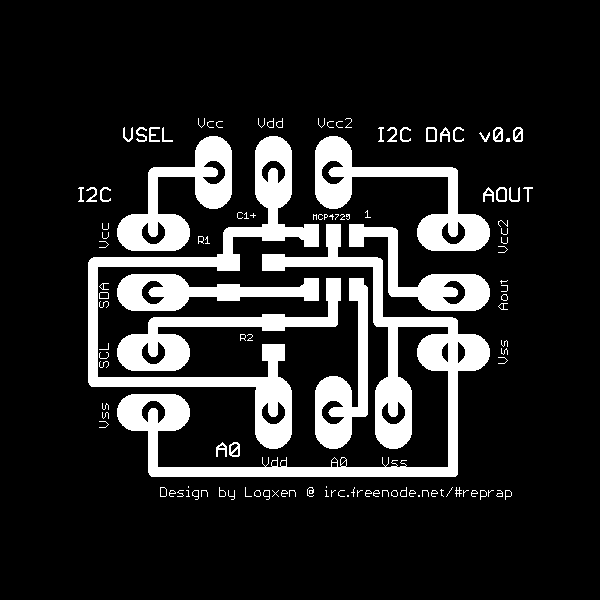 Vcc Vdd Vcc2
VSEL I2C DAC v0.0
I2C AOUT
C1+ MCP4729 1
Vcc R1 Vcc2
SDA Aout
R2
SCL Vss
Vss
A0
Vdd A0 Vss
Design by Logxen @ irc.freenode.net/#reprap